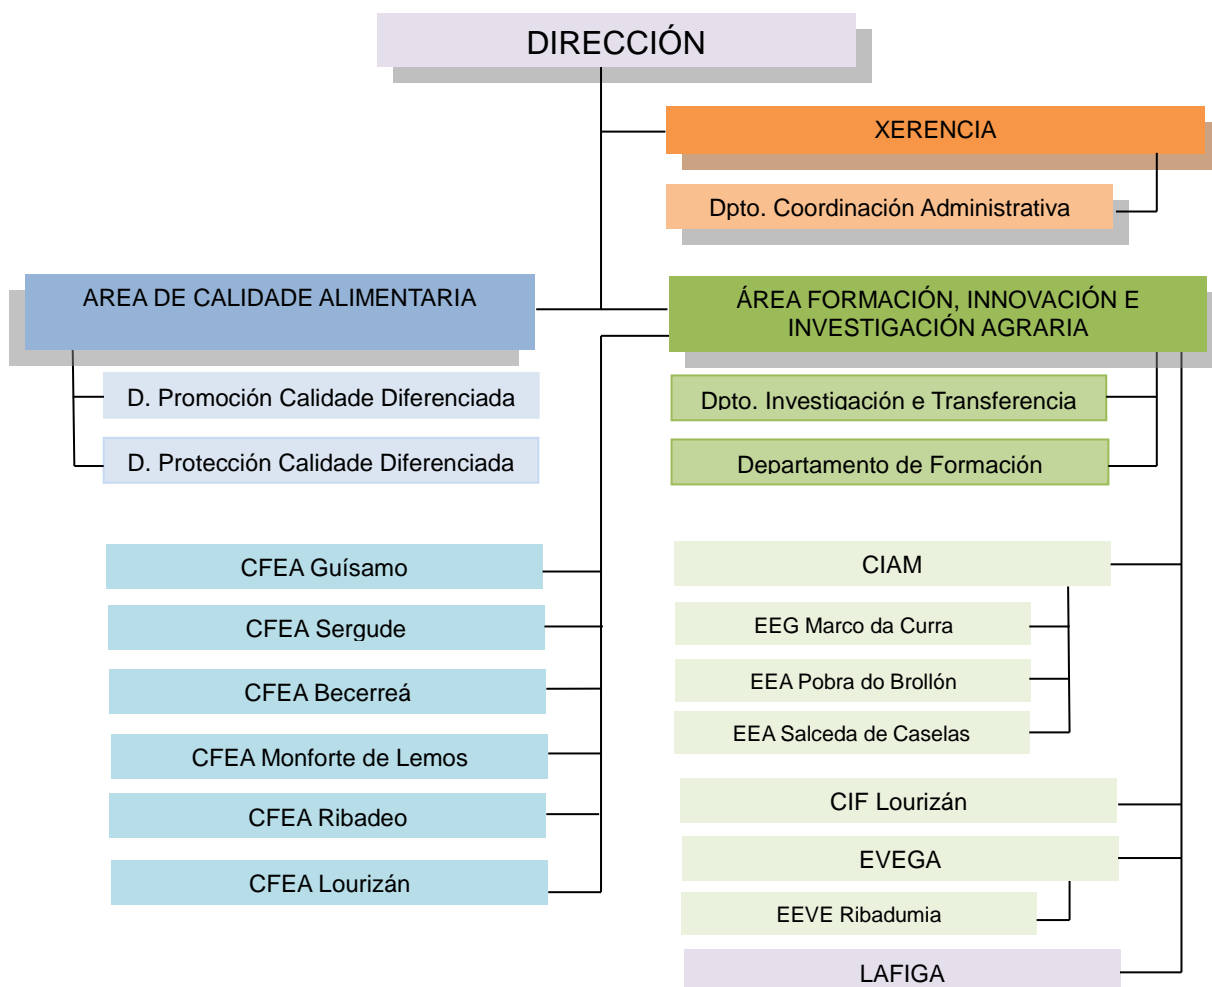 DIRECCIÓN
XERENCIA
Dpto. Coordinación Administrativa
AREA DE CALIDADE ALIMENTARIA
ÁREA FORMACIÓN, INNOVACIÓN E
INVESTIGACIÓN AGRARIA
D. Promoción Calidade Diferenciada
D. Protección Calidade Diferenciada
Dpto. Investigación e Transferencia
Departamento de Formación
CFEA Guísamo
CFEA Sergude
CFEA Becerreá
CFEA Monforte de Lemos
CFEA Ribadeo
CFEA Lourizán
CIAM
EEG Marco da Curra
EEA Pobra do Brollón
EEA Salceda de Caselas
CIF Lourizán
EVEGA
EEVE Ribadumia
LAFIGA